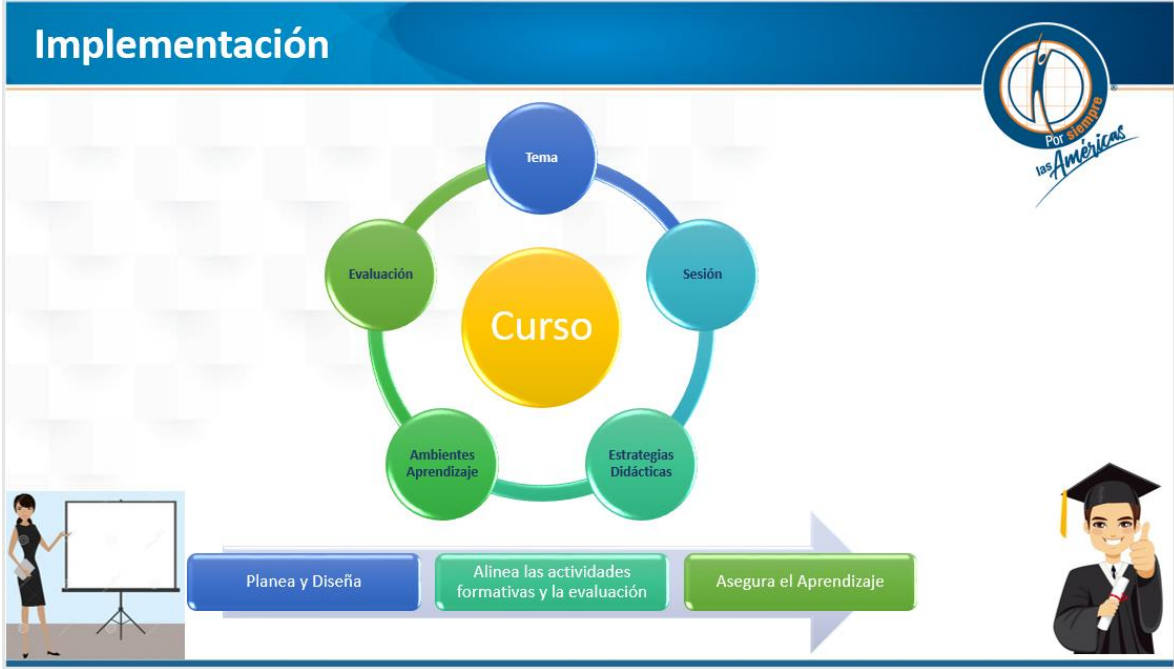 Implementación
Por siempre
las Américas
Tema
Sesión
Estrategias
Didácticas
Ambientes
Aprendizaje
Evaluación
Curso
Planea y Diseña
Alinea las actividades
formativas y la evaluación
Asegura el Aprendizaje